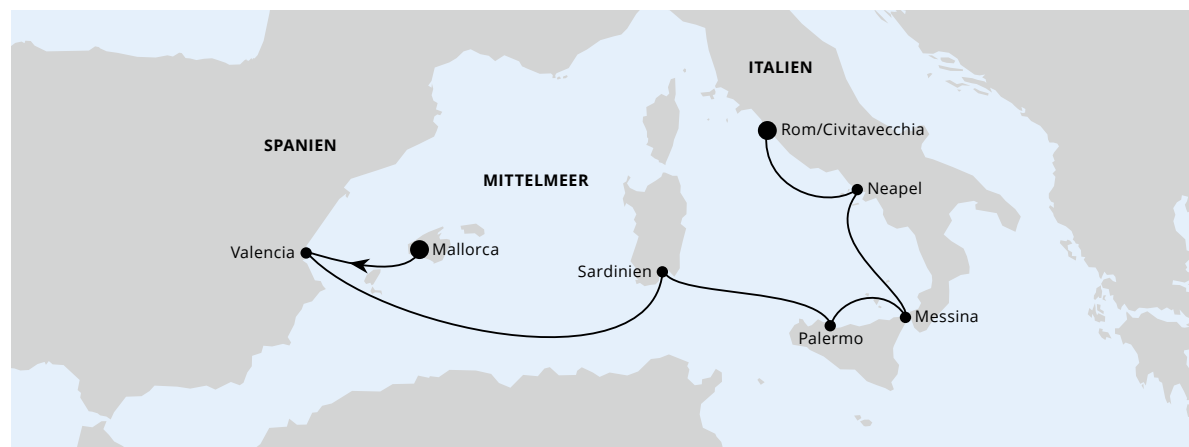 ITALIEN
Rom/Civitavecchia
SPANIEN
MITTELMEER
Neapel
Valencia
Mallorca
Sardinien
Messina
Palermo